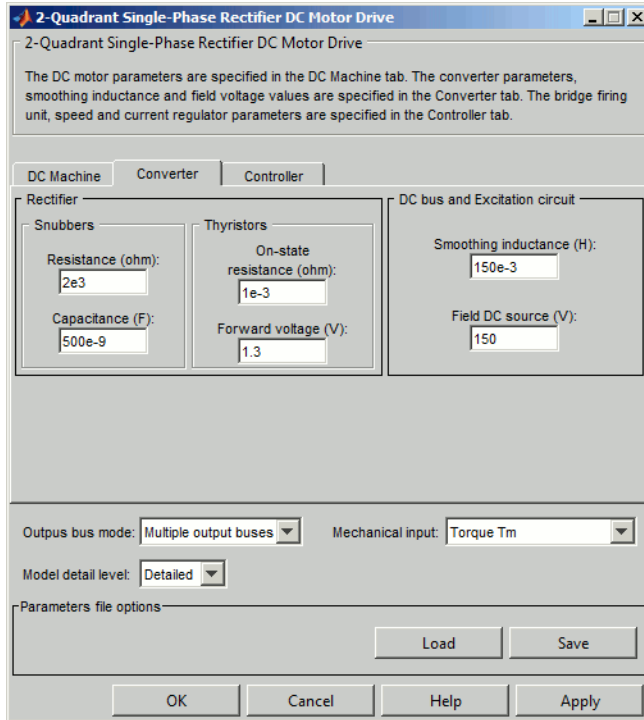 2-Quadrant Single-Phase Rectifier DC Motor Drive
2-Quadrant Single-Phase Rectifier DC Motor Drive
The DC motor parameters are specified in the DC Machine tab. The converter parameters,
smoothing inductance and field voltage values are specified in the Converter tab. The bridge firing
unit, speed and current regulator parameters are specified in the Controller tab.
DC Machine
Converter
Controller
Rectifier
Snubbers
Resistance (ohm):
2e3
Capacitance (F):
500e-9
Thyristors
On-state
resistance (ohm):
1e-3
Forward voltage (V):
1.3
DC bus and Excitation circuit
Smoothing inductance (H):
150e-3
Field DC source (V):
150
Outpus bus mode: Multiple output buses
Mechanical input: Torque Tm
Model detail level: Detailed
Parameters file options
Load
Save
OK
Cancel
Help
Apply